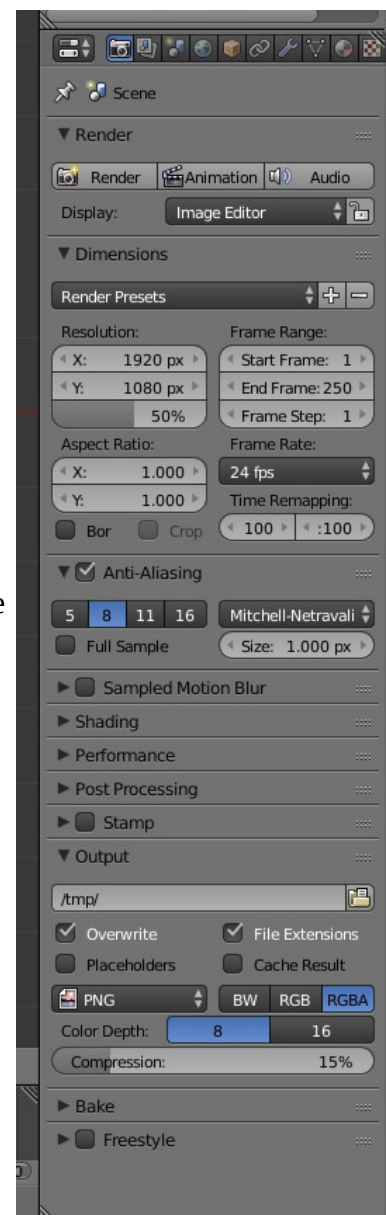 Scene
Render
Render Animation Audio
Display: Image Editor
Dimensions
Render Presets
Resolution: Frame Range:
X: 1920 px Start Frame: 1
Y: 1080 px End Frame: 250
50% Frame Step: 1
Aspect Ratio: Frame Rate:
X: 1.000 24 fps
Y: 1.000 Time Remapping:
Bor Crop 100 :100
Anti-Aliasing
e
5 8 11 16 Mitchell-Netravali
Full Sample Size: 1.000 px
Sampled Motion Blur
Shading
Performance
Post Processing
Stamp
Output
/tmp/
Overwrite File Extensions
Placeholders Cache Result
PNG BW RGB RGBA
Color Depth: 8 16
Compression: 15%
Bake
Freestyle